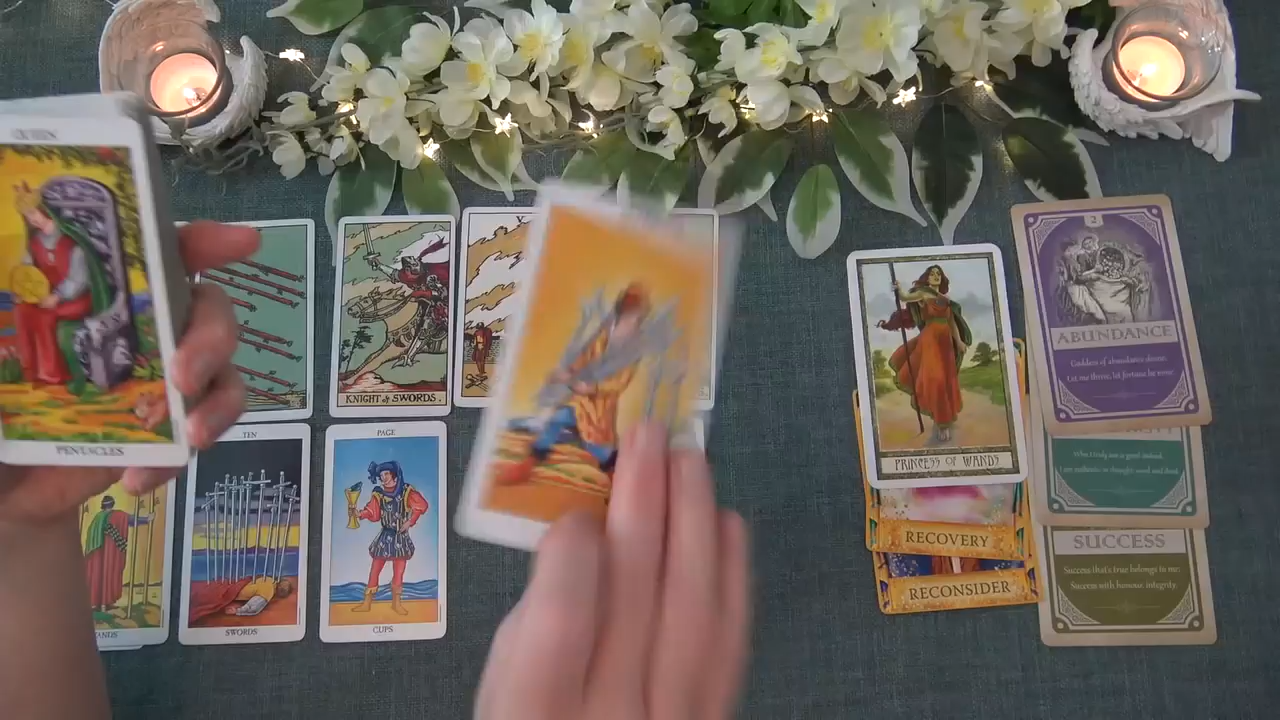 QUEEN
PENTACLES
KNIGHT of SWORDS.
V
TEN
SWORDS
PAGE
CUPS
PRINCESS OF WANDS
RECOVERY
RECONSIDER
2
ABUNDANCE
Goddess of abundance divine,
Let me thrive, let fortune be mine
SUCCESS
Success that's true belongs to me;
Success with honour, integrity.